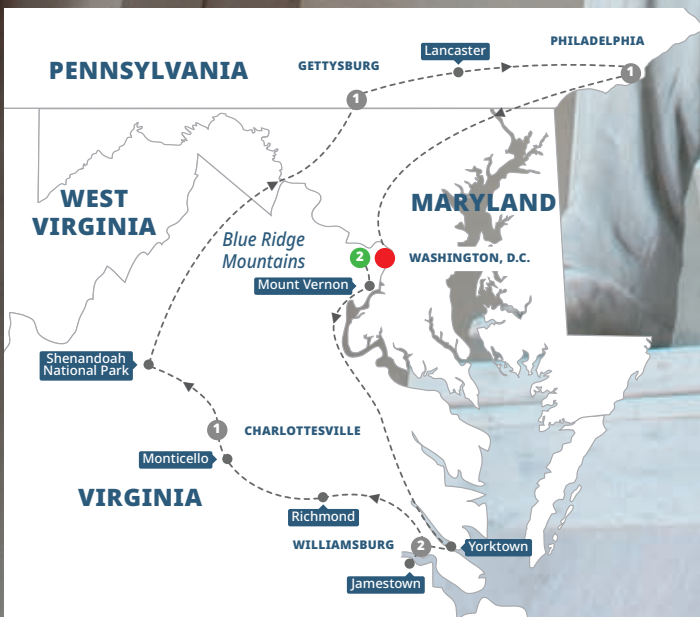 PHILADELPHIA
Lancaster
GETTYSBURG
PENNSYLVANIA
1
1
WEST
VIRGINIA
MARYLAND
Blue Ridge
Mountains
2
WASHINGTON, D.C.
Mount Vernon
Shenandoah
National Park
1
CHARLOTTESVILLE
Monticello
VIRGINIA
Richmond
WILLIAMSBURG
2
Yorktown
Jamestown